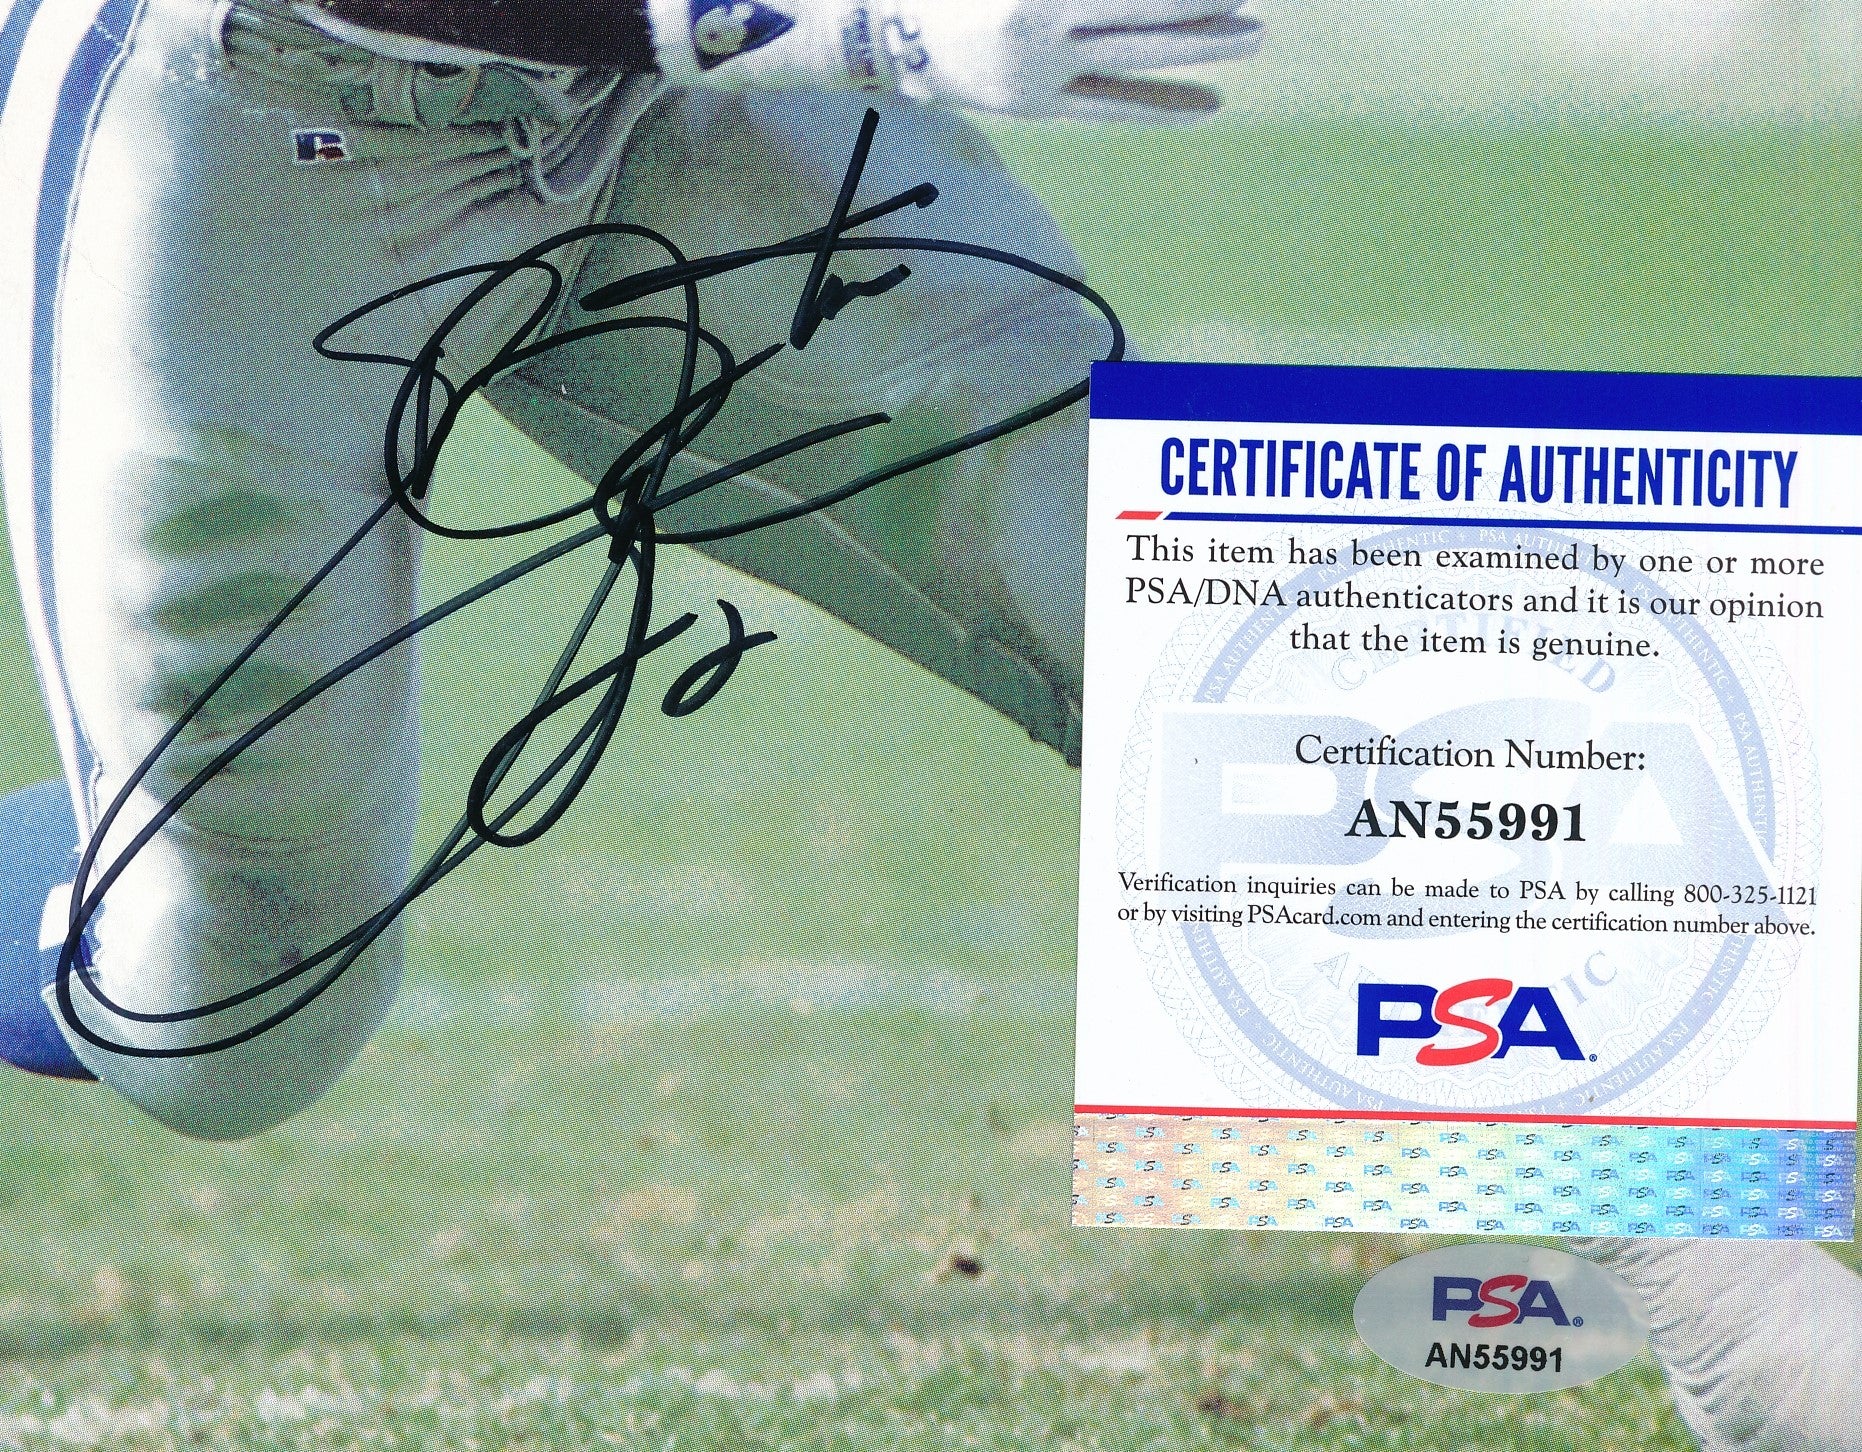 R
CERTIFICATE OF AUTHENTICITY
This item has been examined by one or more
PSA/DNA authenticators and it is our opinion
that the item is genuine.
Certification Number:
AN55991
Verification inquiries can be made to PSA by calling 800-325-1121
or by visiting PSAcard.com and entering the certification number above.
PSA®
PSA®
AN55991